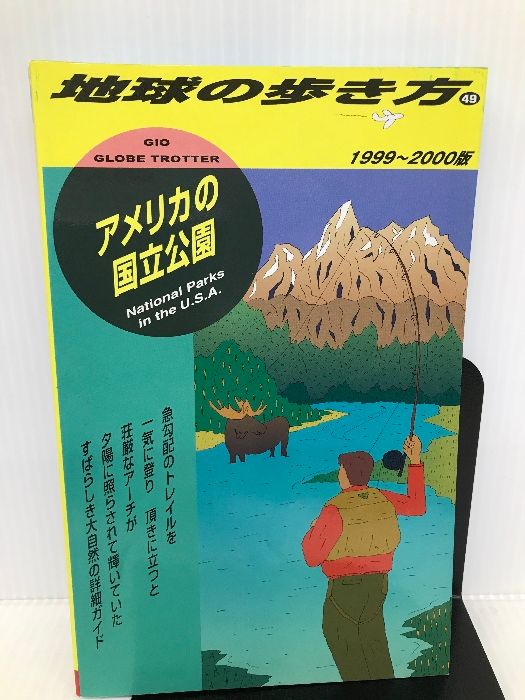 地球の歩き方49
GIO
GLOBE TROTTER
1999～2000版
アメリカの
国立公園
National Parks
in the U.S.A.
急勾配のトレイルを
一気に登り 頂きに立つと
荘厳なアーチが
夕陽に照らされて輝いていた
すばらしき大自然の詳細ガイド